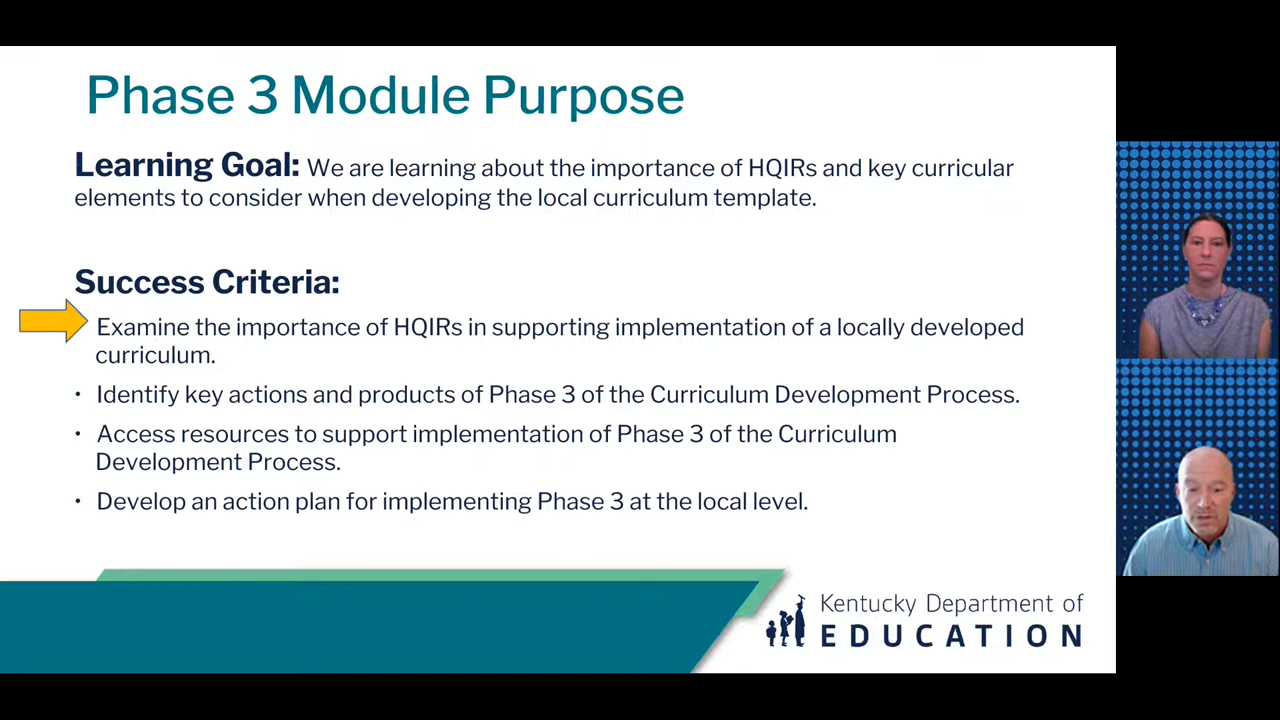 Phase 3 Module Purpose
Learning Goal: We are learning about the importance of HQIRs and key curricular
elements to consider when developing the local curriculum template.
Success Criteria:
Examine the importance of HQIRs in supporting implementation of a locally developed
curriculum.
• Identify key actions and products of Phase 3 of the Curriculum Development Process.
• Access resources to support implementation of Phase 3 of the Curriculum
Development Process.
• Develop an action plan for implementing Phase 3 at the local level.
Kentucky Department of
EDUCATION